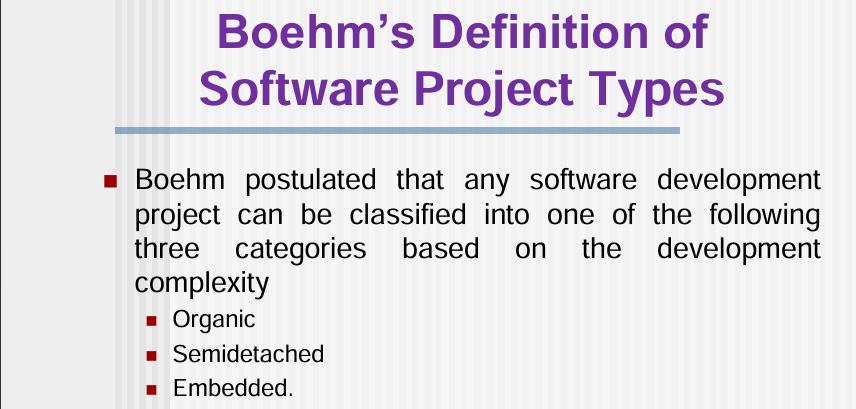 Boehm's Definition of
Software Project Types
Boehm postulated that any software development
project can be classified into one of the following
three categories based on the development
complexity
Organic
Semidetached
Embedded.